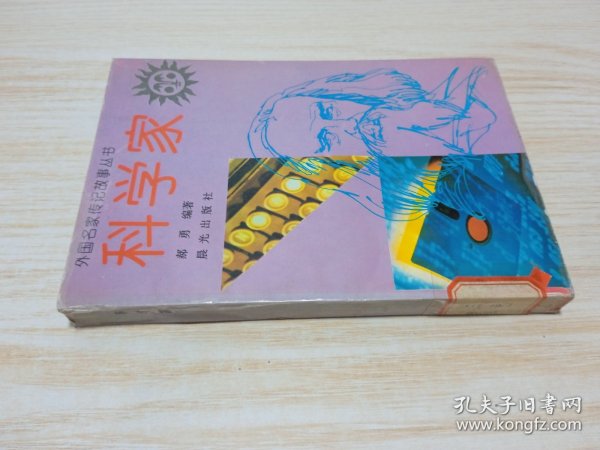 外国名家传记故事丛书
科学家
郝勇 编著
晨光出版社
孔夫子旧书网
www.kongfz.com